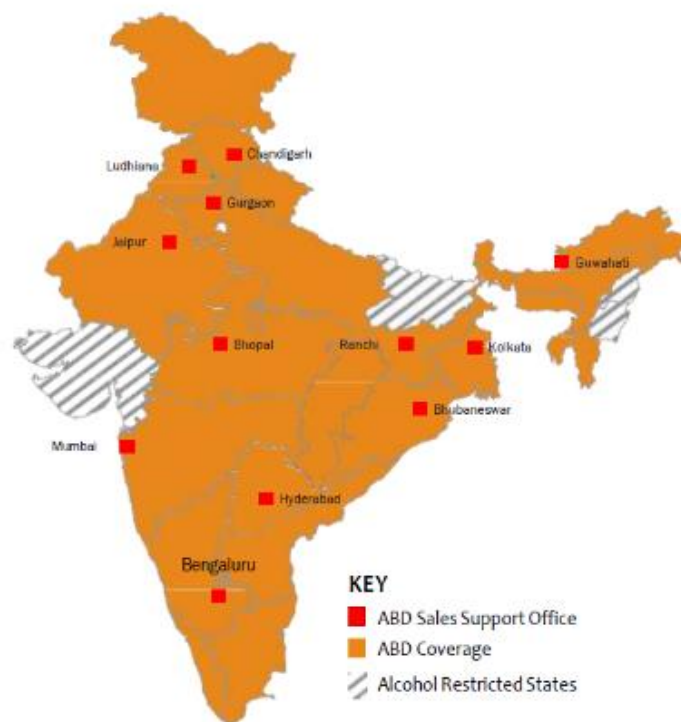 Chandigarh
Ludhiana
Gurgaon
Jaipur
Guwahati
Bhopal
Ranchi
Kolkata
Bhubaneswar
Mumbai
Hyderabad
Bengaluru
KEY
ABD Sales Support Office
ABD Coverage
Alcohol Restricted States